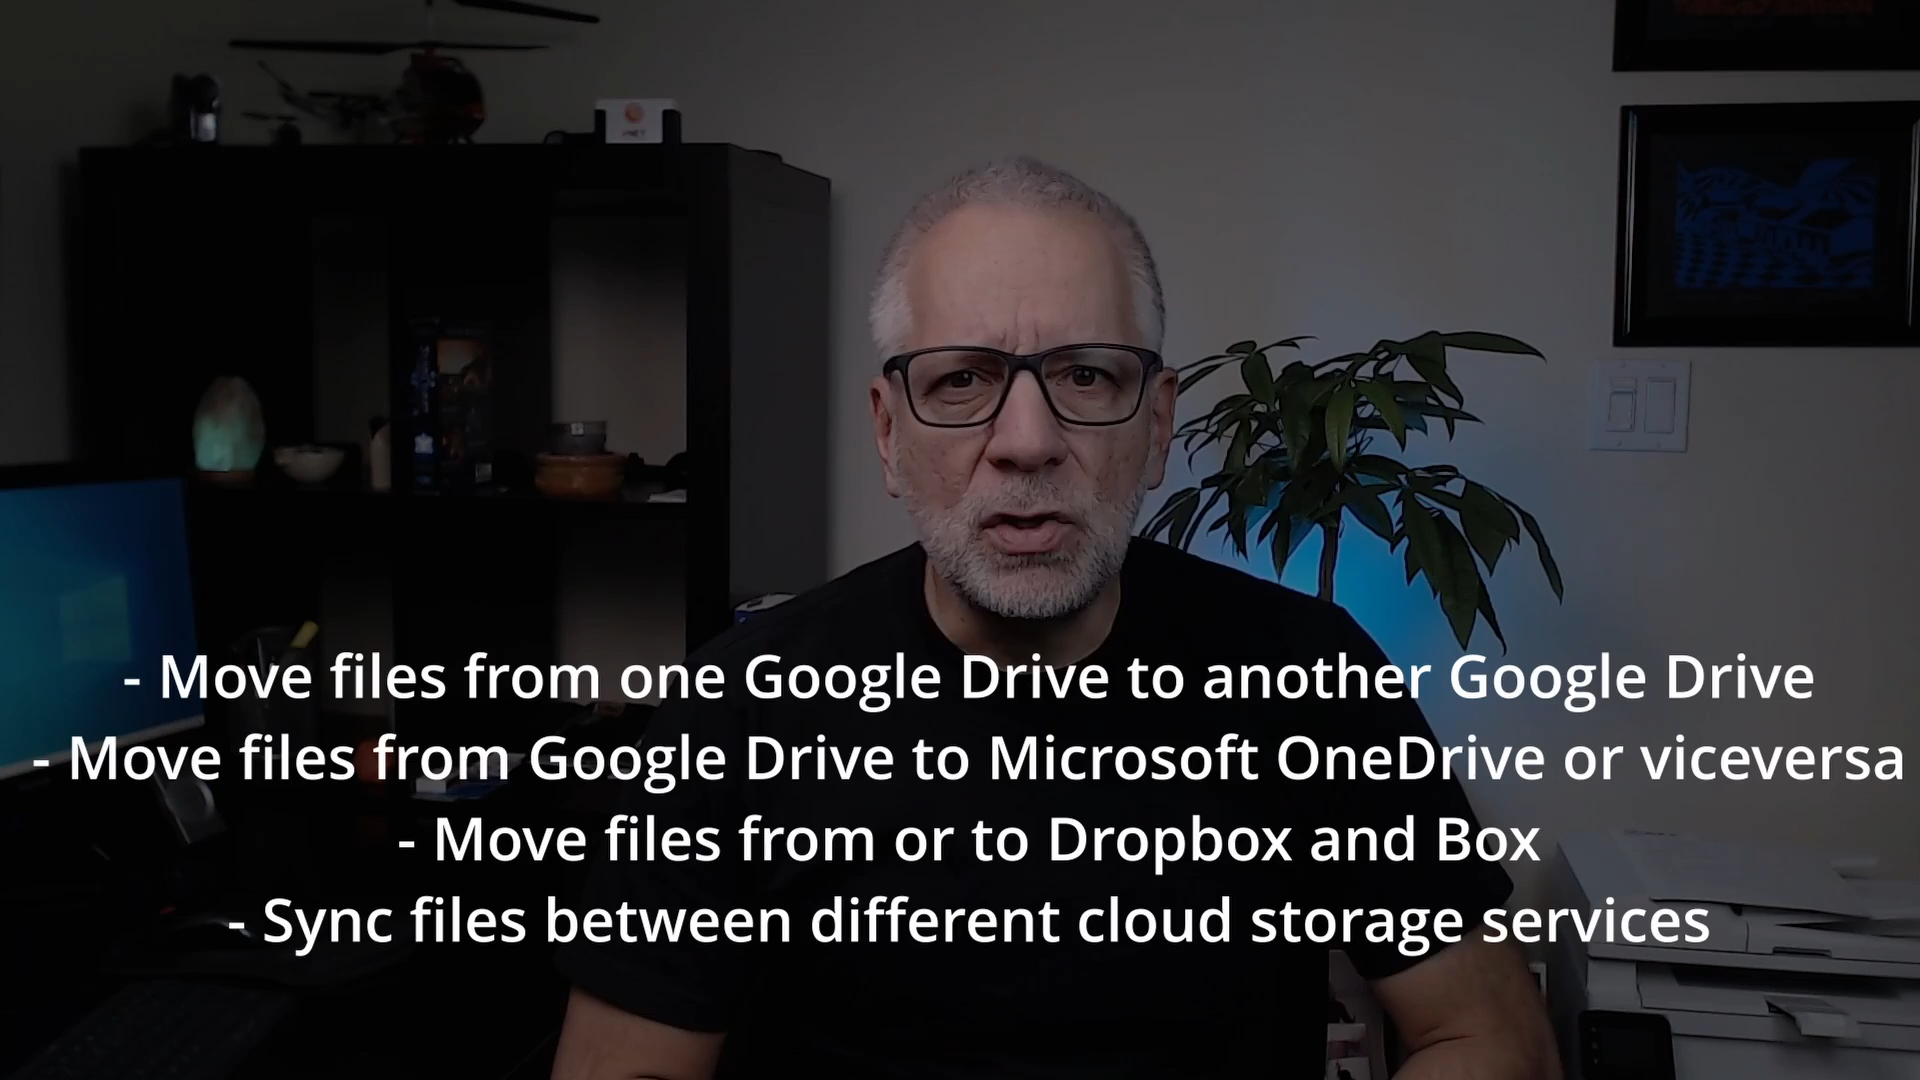 - Move files from one Google Drive to another Google Drive
- Move files from Google Drive to Microsoft OneDrive or viceversa
- Move files from or to Dropbox and Box
- Sync files between different cloud storage services